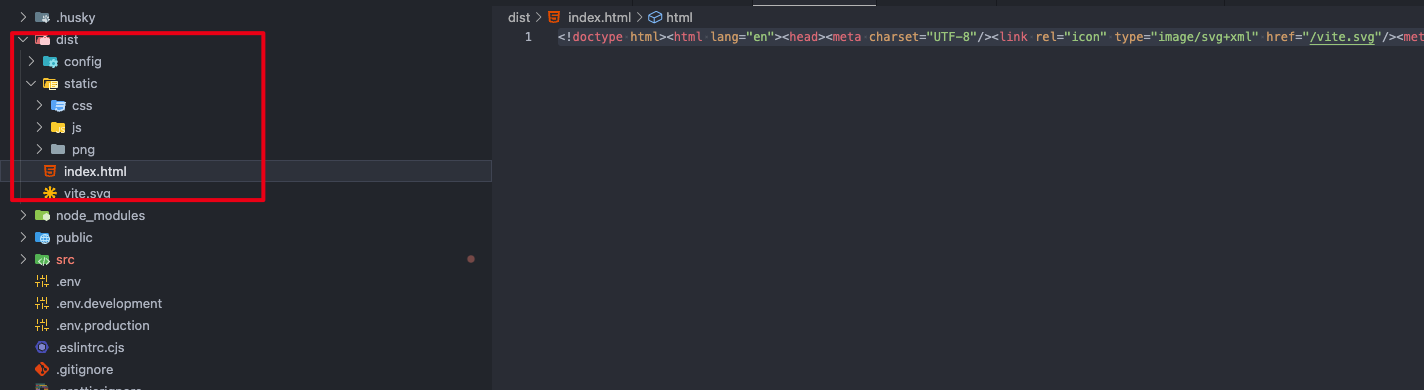 .husky
dist
config
static
css
js
png
index.html
vite.svg
node_modules
public
src
.env
.env.development
.env.production
.eslintrc.cjs
.gitignore
.prettierignore
dist > index.html > html
1 <!doctype html><html lang="en"><head><meta charset="UTF-8"/><link rel="icon" type="image/svg+xml" href="/vite.svg"/><met